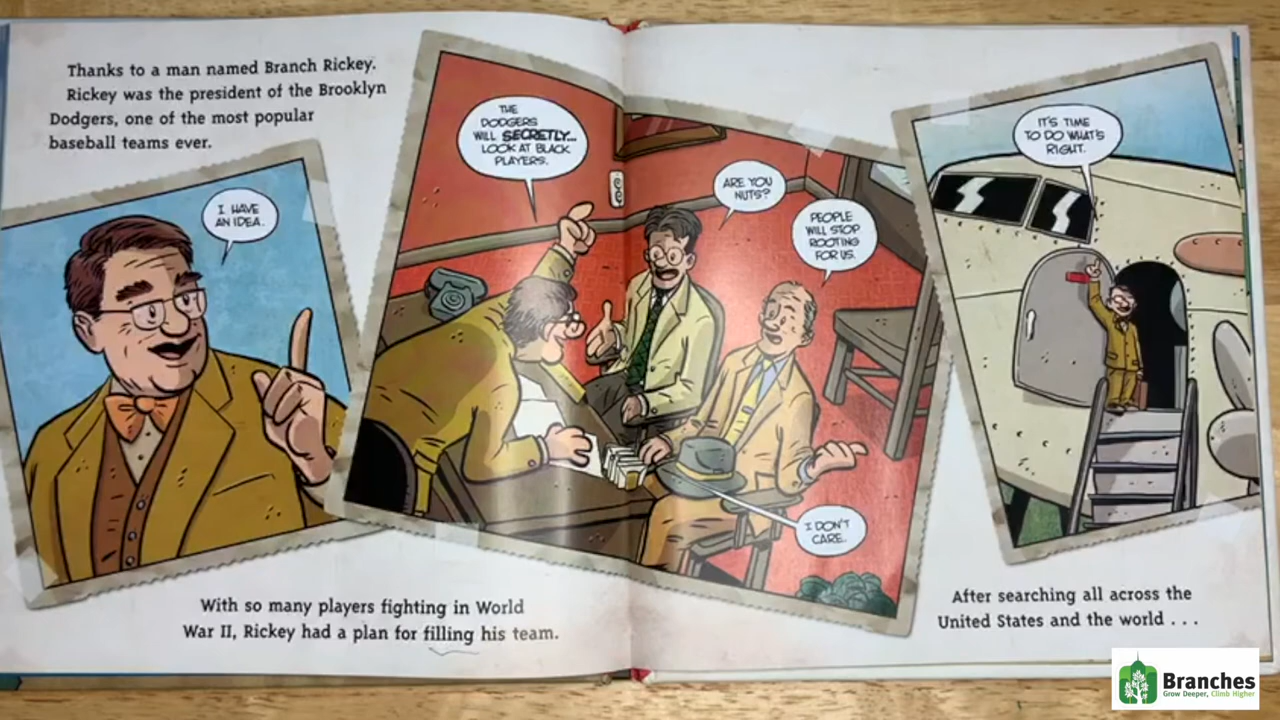 Thanks to a man named Branch Rickey.
Rickey was the president of the Brooklyn
Dodgers, one of the most popular
baseball teams ever.
I HAVE
AN IDEA.
THE
DODGERS
WILL SECRETLY...
LOOK AT BLACK
PLAYERS.
ARE YOU
NUTS?
PEOPLE
WILL STOP
ROOTING
FOR US.
I DON'T
CARE.
With so many players fighting in World
War II, Rickey had a plan for filling his team.
IT'S TIME
TO DO WHAT'S
RIGHT.
After searching all across the
United States and the world . . .
Branches
Grow Deeper, Climb Higher